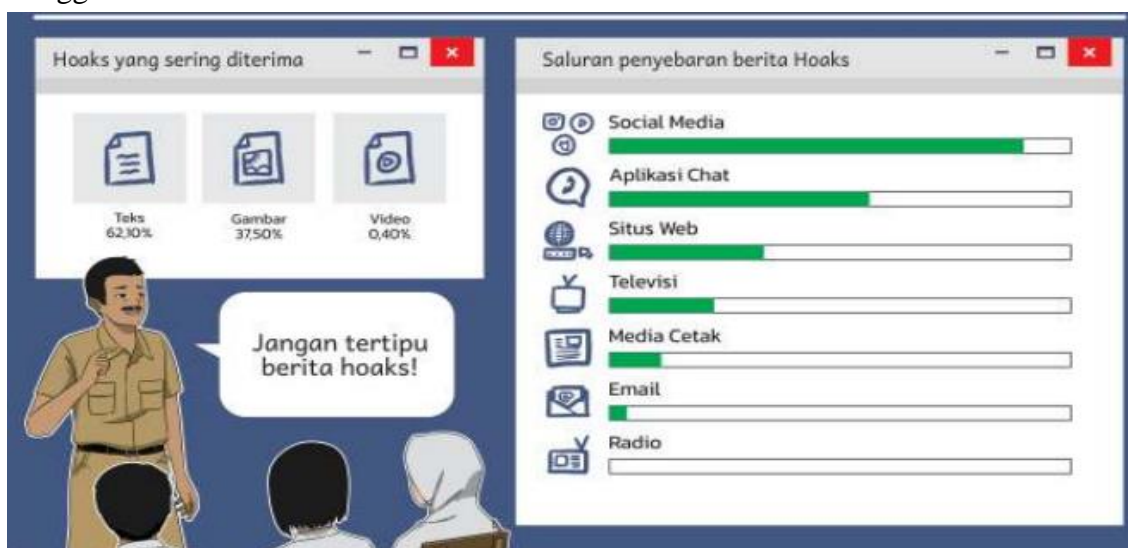 Hoaks yang sering diterima
Teks
62,10%
Gambar
37,50%
Video
0,40%
Jangan tertipu
berita hoaks!
Saluran penyebaran berita Hoaks
Social Media
Aplikasi Chat
Situs Web
Televisi
Media Cetak
Email
Radio